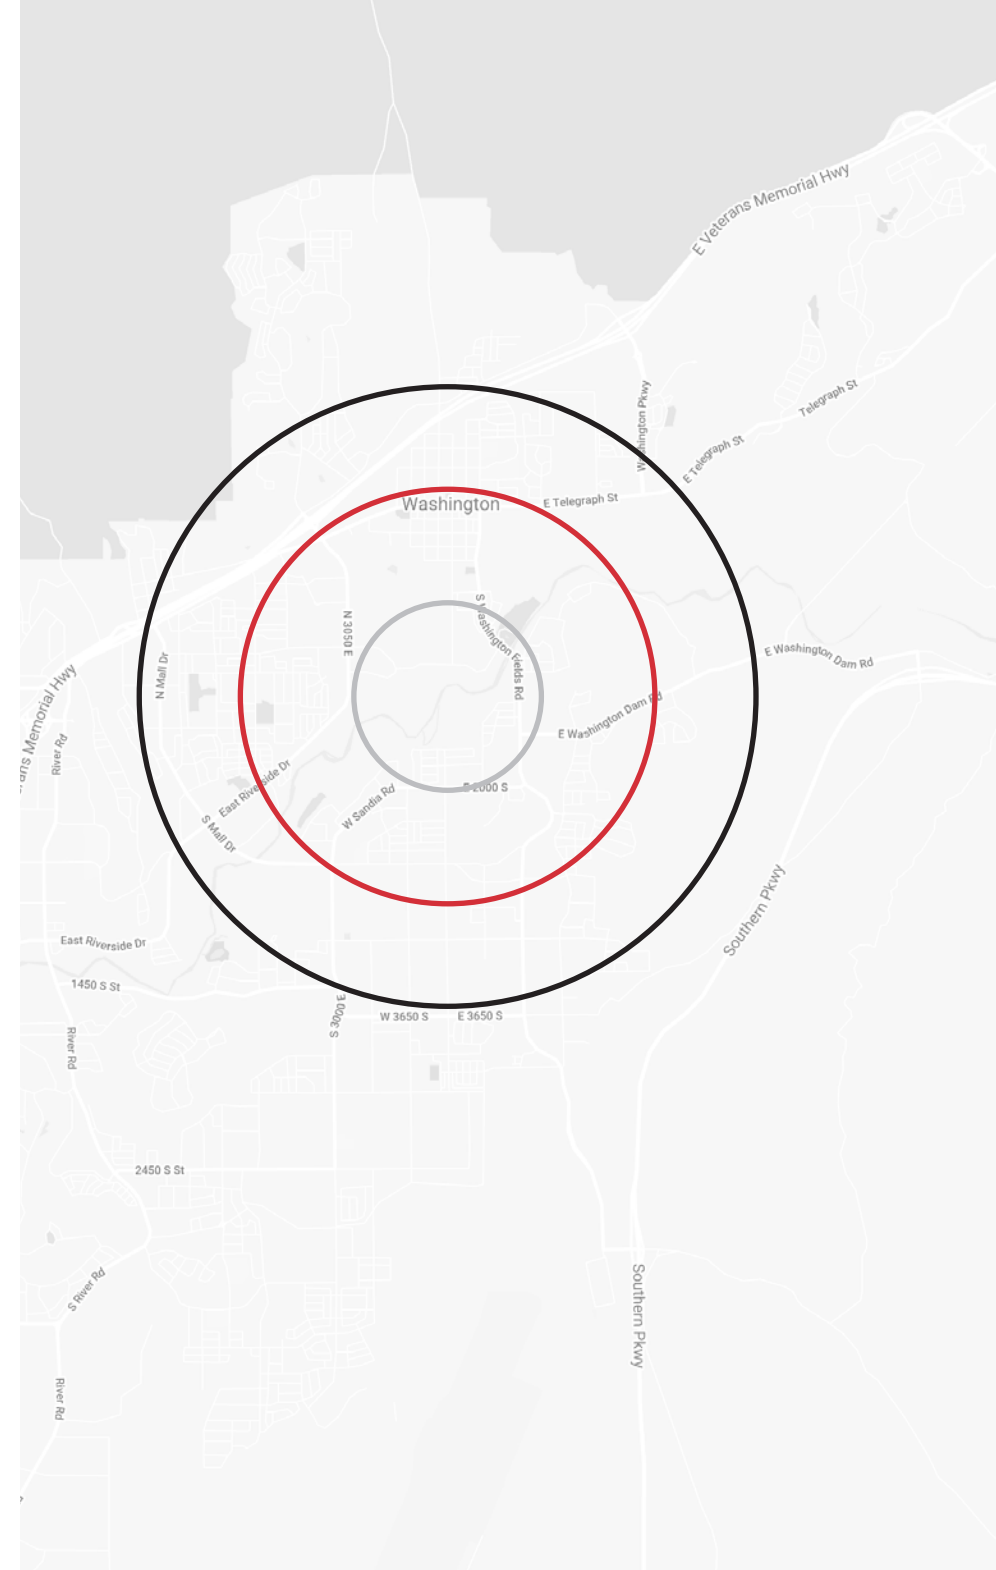 E Veterans Memorial Hwy
Washington Pkwy
Telegraph St
E Telegraph St
E Telegraph St
Washington
N 3050 E
S Washington Fields Rd
E Washington Dam Rd
N Mall Dr
Memorial Hwy
River Rd
E Washington Dam Rd
East Riverside Dr
W Sandia Rd
E 2000 S
S Mall Dr
Southern Pkwy
East Riverside Dr
1450 S St
S 3000 E
W 3650 S
E 3650 S
River Rd
2450 S St
S River Rd
Southern Pkwy
River Rd